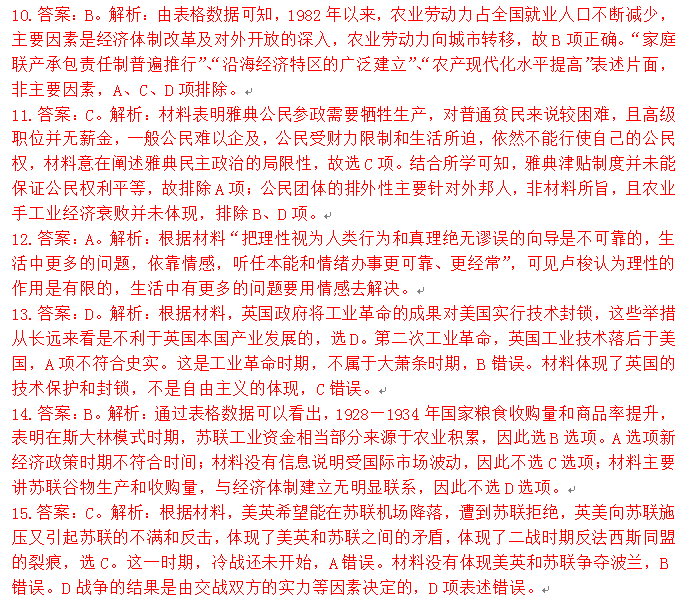 10.答案：B。解析：由表格数据可知，1982年以来，农业劳动力占全国就业人口不断减少，
主要因素是经济体制改革及对外开放的深入，农业劳动力向城市转移，故B项正确。“家庭
联产承包责任制普遍推行”、“沿海经济特区的广泛建立”、“农产现代化水平提高”表述片面，
非主要因素，A、C、D项排除。
11.答案：C。解析：材料表明雅典公民参政需要牺牲生产，对普通贫民来说较困难，且高级
职位并无薪金，一般公民难以企及，公民受财力限制和生活所迫，依然不能行使自己的公民
权，材料意在阐述雅典民主政治的局限性，故选C项。结合所学可知，雅典津贴制度并未能
保证公民权利平等，故排除A项；公民团体的排外性主要针对外邦人，非材料所旨，且农业
手工业经济衰败并未体现，排除B、D项。
12.答案：A。解析：根据材料“把理性视为人类行为和真理绝无谬误的向导是不可靠的，生
活中更多的问题，依靠情感，听任本能和情绪办事更可靠、更经常”，可见卢梭认为理性的
作用是有限的，生活中有更多的问题要用情感去解决。
13.答案：D。解析：根据材料，英国政府将工业革命的成果对美国实行技术封锁，这些举措
从长远来看是不利于英国本国产业发展的，选D。第二次工业革命，英国工业技术落后于美
国，A项不符合史实。这是工业革命时期，不属于大萧条时期，B错误。材料体现了英国的
技术保护和封锁，不是自由主义的体现，C错误。
14.答案：B。解析：通过表格数据可以看出，1928—1934年国家粮食收购量和商品率提升，
表明在斯大林模式时期，苏联工业资金相当部分来源于农业积累，因此选B选项。A选项新
经济政策时期不符合时间；材料没有信息说明受国际市场波动，因此不选C选项；材料主要
讲苏联谷物生产和收购量，与经济体制建立无明显联系，因此不选D选项。
15.答案：C。解析：根据材料，美英希望能在苏联机场降落，遭到苏联拒绝，英美向苏联施
压又引起苏联的不满和反击，体现了美英和苏联之间的矛盾，体现了二战时期反法西斯同盟
的裂痕，选C。这一时期，冷战还未开始，A错误。材料没有体现美英和苏联争夺波兰，B
错误。D战争的结果是由交战双方的实力等因素决定的，D项表述错误。